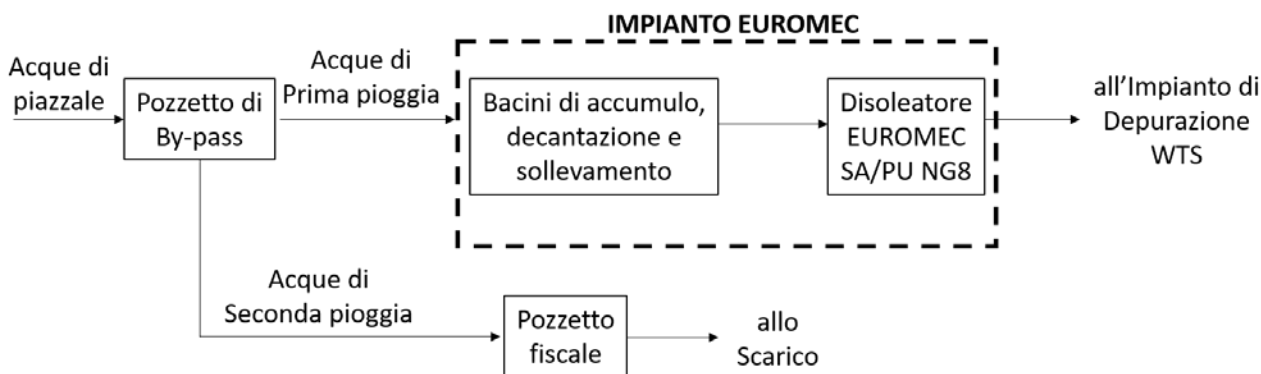 IMPIANTO EUROMEC
Acque di
piazzale
Pozzetto di
By-pass
Acque di
Prima pioggia
Bacini di accumulo,
decantazione e
sollevamento
Disoleatore
EUROMEC
SA/PU NG8
all'Impianto di
Depurazione
WTS
Acque di
Seconda pioggia
Pozzetto
fiscale
allo
Scarico